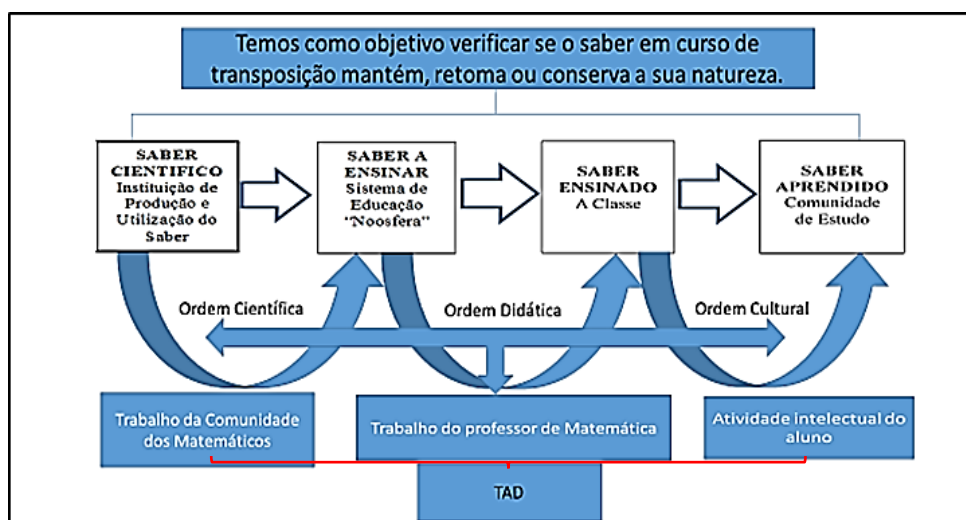 Temos como objetivo verificar se o saber em curso de
transposição mantém, retoma ou conserva a sua natureza.
SABER
CIENTIFICO
Instituição de
Produção e
Utilização do
Saber
SABER A
ENSINAR
Sistema de
Educação
"Noosfera"
SABER
ENSINADO
A Classe
SABER
APRENDIDO
Comunidade
de Estudo
Ordem Científica
Ordem Didática
Ordem Cultural
Trabalho da Comunidade
dos Matemáticos
Trabalho do professor de Matemática
Atividade intelectual do
aluno
TAD